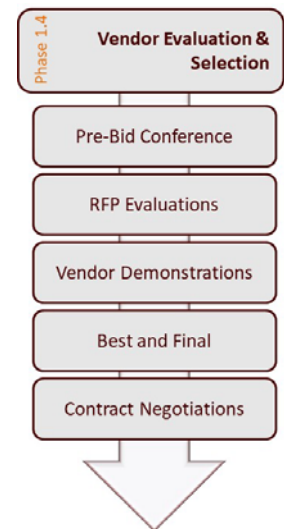 Phase 1.4
Vendor Evaluation &
Selection
Pre-Bid Conference
RFP Evaluations
Vendor Demonstrations
Best and Final
Contract Negotiations